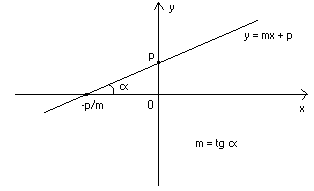 y
y = mx + p
p
α
-p/m
0
x
m = tg α